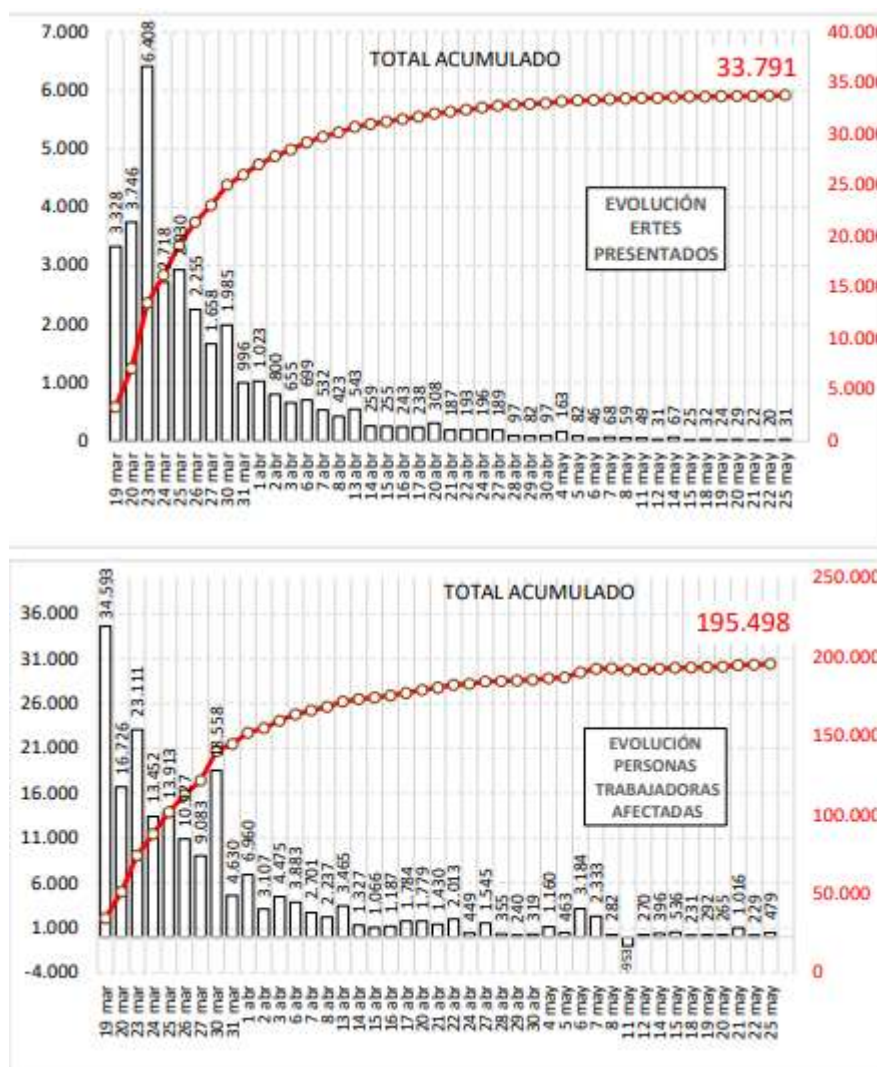 TOTAL ACUMULADO
33.791
EVOLUCIÓN
ERTES
PRESENTADOS
7.000
6.000
5.000
4.000
3.000
2.000
1.000
0
40.000
35.000
30.000
25.000
20.000
15.000
10.000
5.000
0
3.328
3.746
6.408
2.718
2.255
1.658
1.985
996
1.023
800
655
699
532
423
543
259
255
243
238
308
187
193
196
189
97
82
97
163
82
46
68
59
49
31
67
25
32
24
29
22
20
31
19 mar
20 mar
23 mar
24 mar
25 mar
26 mar
27 mar
30 mar
31 mar
1 abr
2 abr
3 abr
6 abr
7 abr
8 abr
13 abr
14 abr
15 abr
16 abr
17 abr
20 abr
21 abr
22 abr
24 abr
27 abr
28 abr
29 abr
30 abr
4 may
5 may
6 may
7 may
8 may
11 may
12 may
14 may
15 may
18 may
19 may
20 may
21 may
22 may
25 may
TOTAL ACUMULADO
195.498
EVOLUCIÓN
PERSONAS
TRABAJADORAS
AFECTADAS
36.000
31.000
26.000
21.000
16.000
11.000
6.000
1.000
-4.000
250.000
200.000
150.000
100.000
50.000
0
34.593
16.726
23.111
13.452
13.913
9.083
4.630
6.960
3.107
4.475
3.883
2.701
2.237
3.465
1.327
1.066
1.187
1.784
1.779
1.430
2.013
449
1.545
355
240
319
1.160
463
3.184
2.333
282
-953
270
396
536
231
292
265
1.016
229
479
19 mar
20 mar
23 mar
24 mar
25 mar
26 mar
27 mar
30 mar
31 mar
1 abr
2 abr
3 abr
6 abr
7 abr
8 abr
13 abr
14 abr
15 abr
16 abr
17 abr
20 abr
21 abr
22 abr
24 abr
27 abr
28 abr
29 abr
30 abr
4 may
5 may
6 may
7 may
8 may
11 may
12 may
14 may
15 may
18 may
19 may
20 may
21 may
22 may
25 may